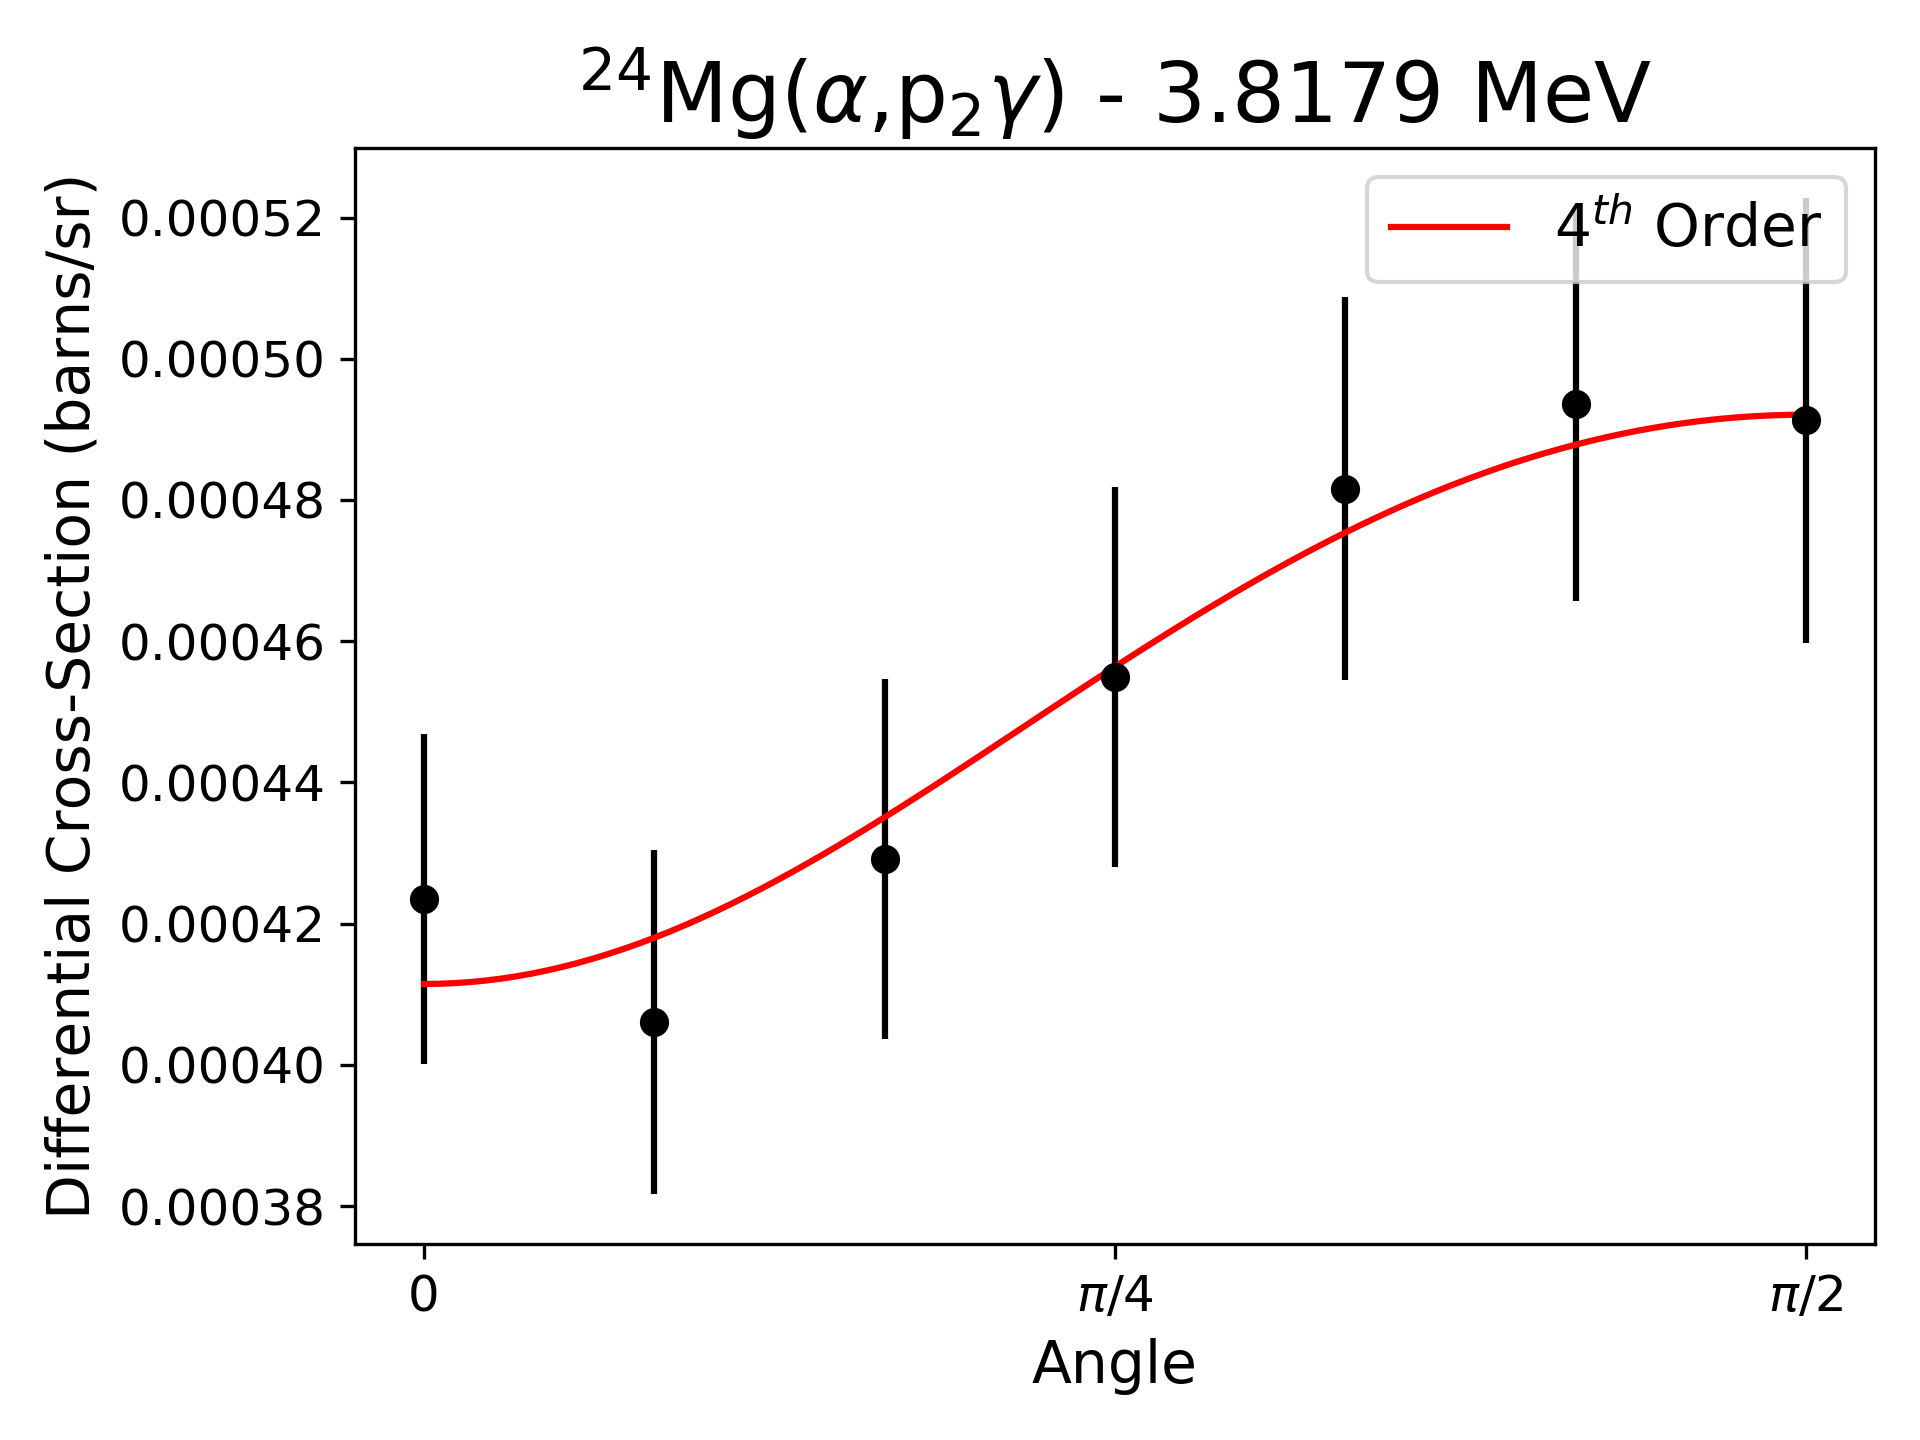 ²⁴Mg(α,p₂γ) - 3.8179 MeV
Differential Cross-Section (barns/sr)
0.00052
0.00050
0.00048
0.00046
0.00044
0.00042
0.00040
0.00038
4ᵗʰ Order
0 π/4 π/2
Angle